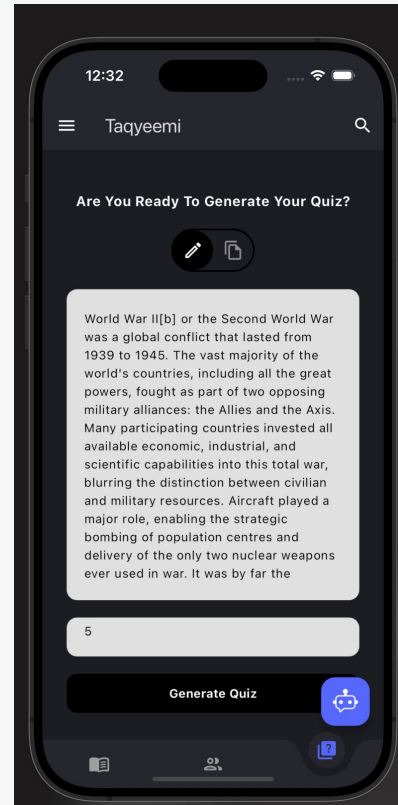 12:32
Taqyeemi
Are You Ready To Generate Your Quiz?
World War II[b] or the Second World War
was a global conflict that lasted from
1939 to 1945. The vast majority of the
world's countries, including all the great
powers, fought as part of two opposing
military alliances: the Allies and the Axis.
Many participating countries invested all
available economic, industrial, and
scientific capabilities into this total war,
blurring the distinction between civilian
and military resources. Aircraft played a
major role, enabling the strategic
bombing of population centres and
delivery of the only two nuclear weapons
ever used in war. It was by far the
5
Generate Quiz
?